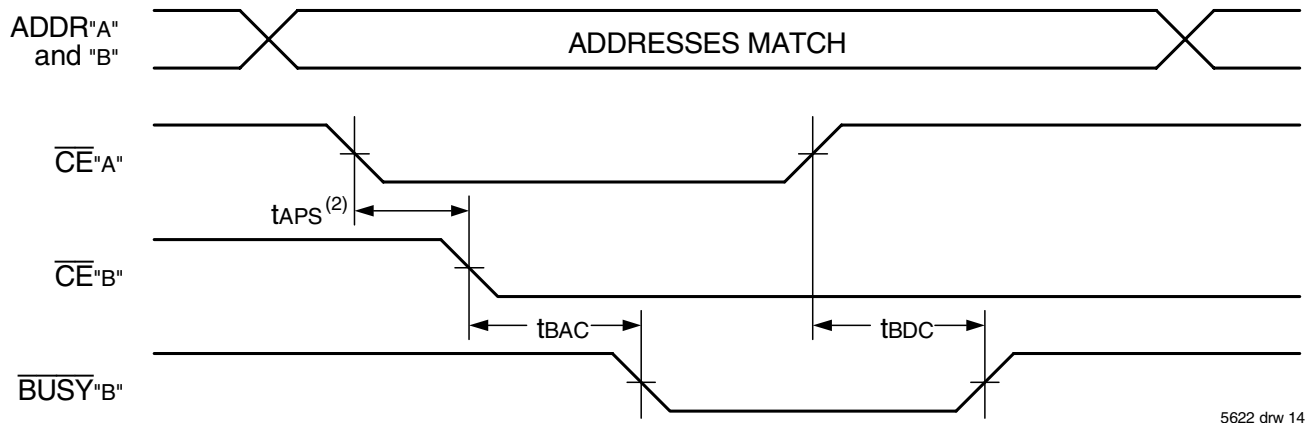 ADDR"A"
and "B"
ADDRESSES MATCH
CE"A"
tAPS(2)
CE"B"
tBAC
tBDC
BUSY"B"
5622 drw 14